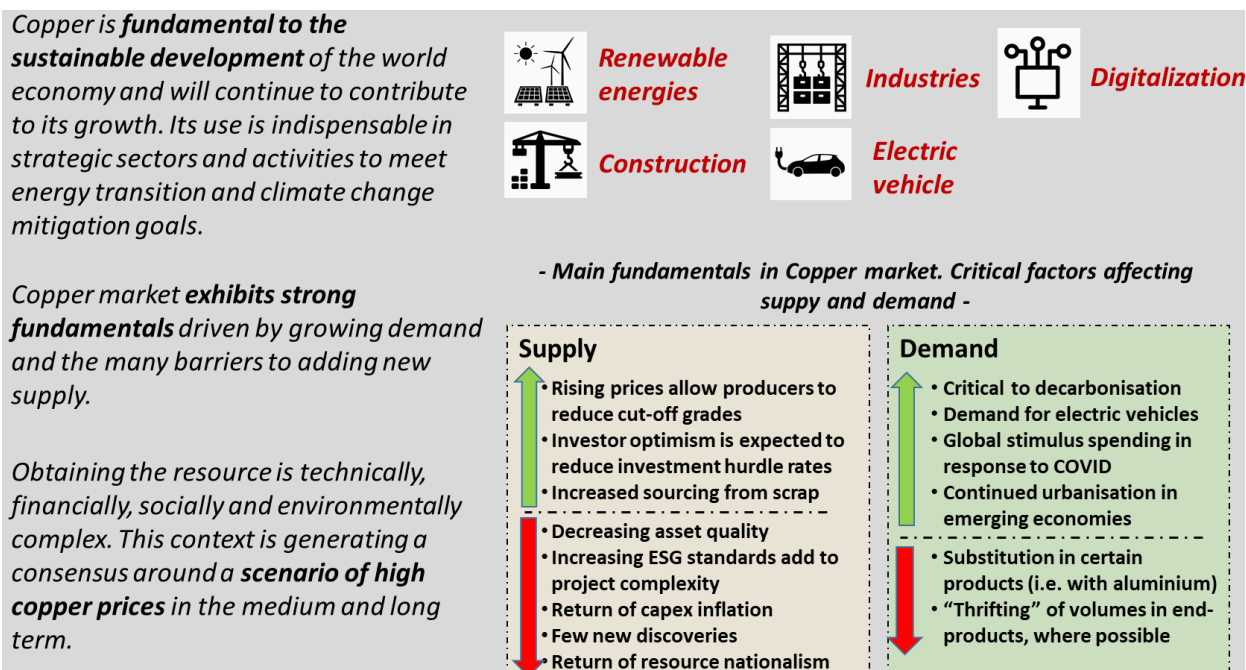 Copper is fundamental to the
sustainable development of the world
economy and will continue to contribute
to its growth. Its use is indispensable in
strategic sectors and activities to meet
energy transition and climate change
mitigation goals.
Copper market exhibits strong
fundamentals driven by growing demand
and the many barriers to adding new
supply.
Obtaining the resource is technically,
financially, socially and environmentally
complex. This context is generating a
consensus around a scenario of high
copper prices in the medium and long
term.
Renewable
energies
Industries
Digitalization
Construction
Electric
vehicle
- Main fundamentals in Copper market. Critical factors affecting
suppy and demand -
Supply
• Rising prices allow producers to
reduce cut-off grades
• Investor optimism is expected to
reduce investment hurdle rates
• Increased sourcing from scrap
• Decreasing asset quality
• Increasing ESG standards add to
project complexity
• Return of capex inflation
• Few new discoveries
• Return of resource nationalism
Demand
• Critical to decarbonisation
• Demand for electric vehicles
• Global stimulus spending in
response to COVID
• Continued urbanisation in
emerging economies
• Substitution in certain
products (i.e. with aluminium)
• “Thrifting” of volumes in end-
products, where possible